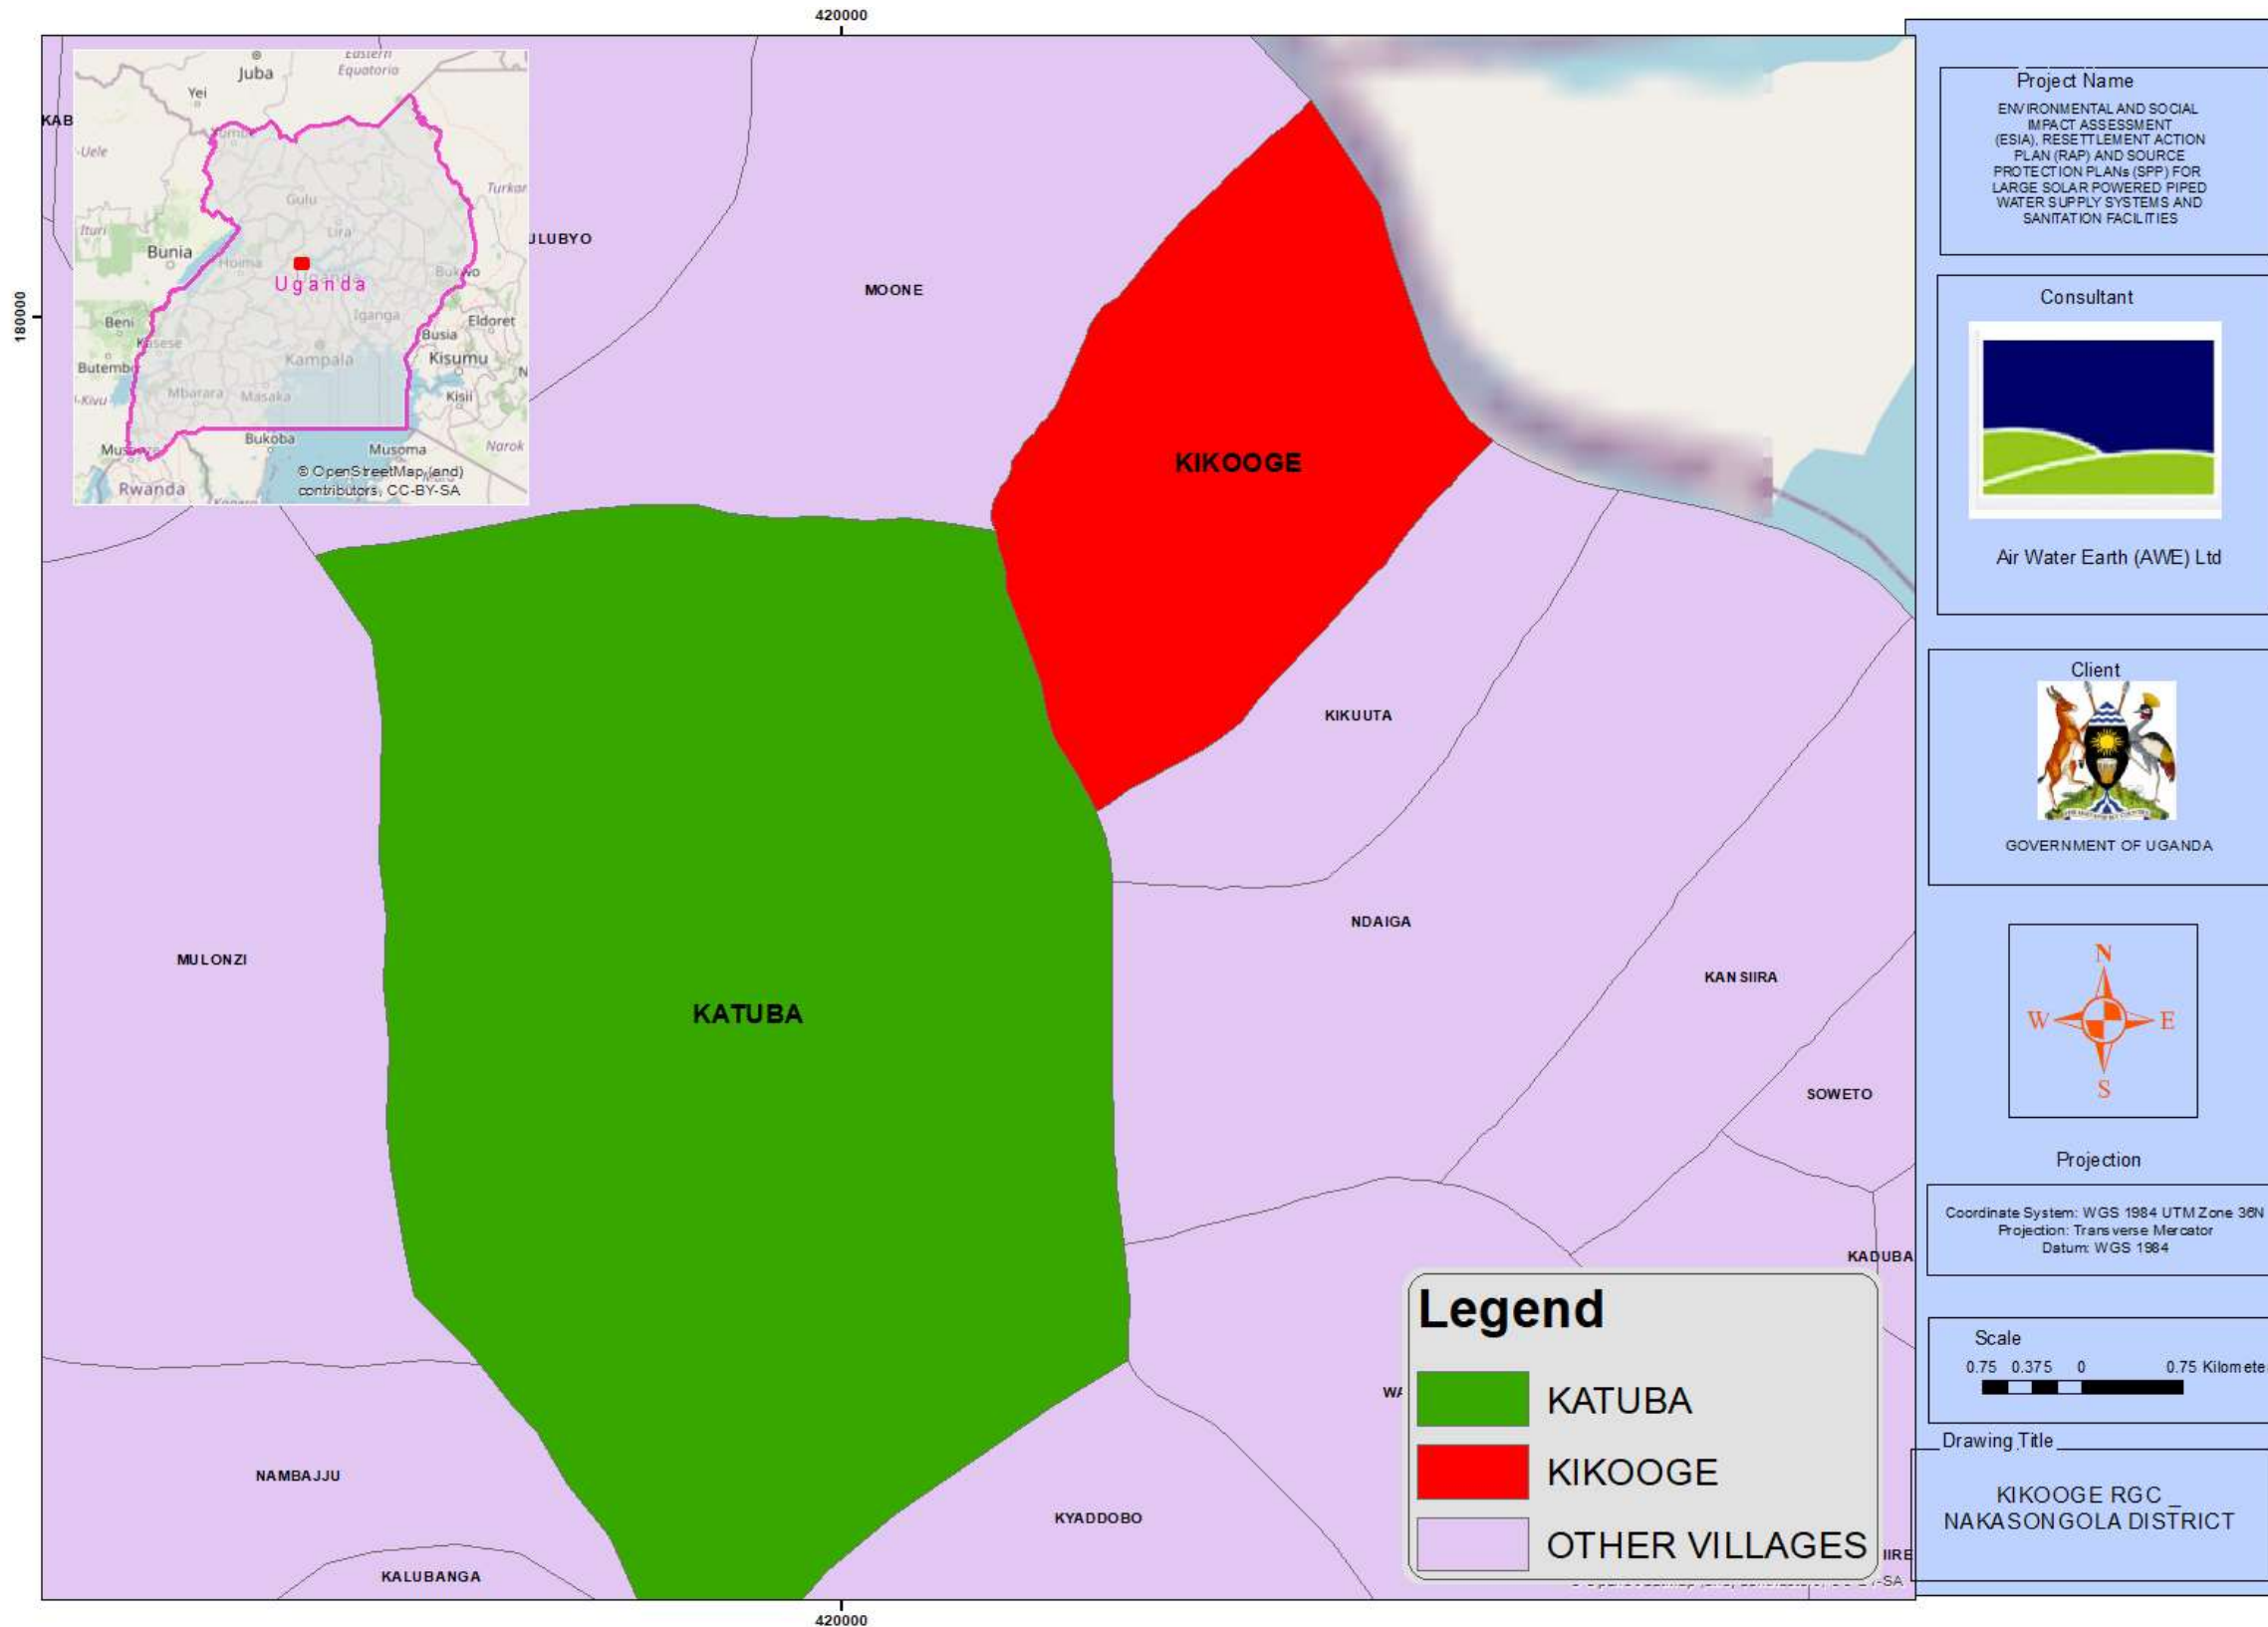 420000
180000
KAB
Juba
Eastern
Equatoria
Yei
-Uele
Turkan
Gulu
Ituri
Lira
Bunia
Hoima
Uganda
Iganga
Eldoret
Beni
Kasese
Busia
Kampala
Kisumu
Butemb
Mbarara
Masaka
Kisii
-Kivu
Bukoba
Musoma
Narok
Rwanda
© OpenStreetMap (and)
contributors, CC-BY-SA
ULUBYO
MOONE
KIKOOGE
KIKUUTA
NDAIGA
MULONZI
KATUBA
KANSIIRA
SOWETO
KADUBA
WA
NAMBAJJU
KYADDOBO
KALUBANGA
IIRE
Legend
KATUBA
KIKOOGE
OTHER VILLAGES
420000
Project Name
ENVIRONMENTAL AND SOCIAL
IMPACT ASSESSMENT
(ESIA), RESETTLEMENT ACTION
PLAN (RAP) AND SOURCE
PROTECTION PLANs (SPP) FOR
LARGE SOLAR POWERED PIPED
WATER SUPPLY SYSTEMS AND
SANITATION FACILITIES
Consultant
Air Water Earth (AWE) Ltd
Client
GOVERNMENT OF UGANDA
N
W E
S
Projection
Coordinate System: WGS 1984 UTM Zone 36N
Projection: Transverse Mercator
Datum: WGS 1984
Scale
0.75 0.375 0 0.75 Kilomete
Drawing Title
KIKOOGE RGC _
NAKASONGOLA DISTRICT